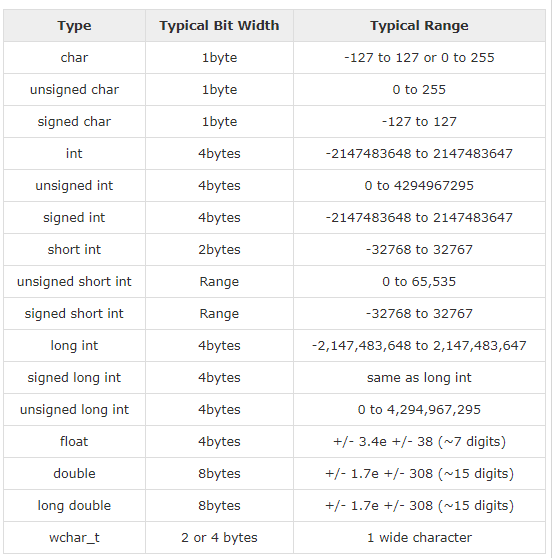 Type Typical Bit Width Typical Range
char 1byte -127 to 127 or 0 to 255
unsigned char 1byte 0 to 255
signed char 1byte -127 to 127
int 4bytes -2147483648 to 2147483647
unsigned int 4bytes 0 to 4294967295
signed int 4bytes -2147483648 to 2147483647
short int 2bytes -32768 to 32767
unsigned short int Range 0 to 65,535
signed short int Range -32768 to 32767
long int 4bytes -2,147,483,648 to 2,147,483,647
signed long int 4bytes same as long int
unsigned long int 4bytes 0 to 4,294,967,295
float 4bytes +/- 3.4e +/- 38 (~7 digits)
double 8bytes +/- 1.7e +/- 308 (~15 digits)
long double 8bytes +/- 1.7e +/- 308 (~15 digits)
wchar_t 2 or 4 bytes 1 wide character